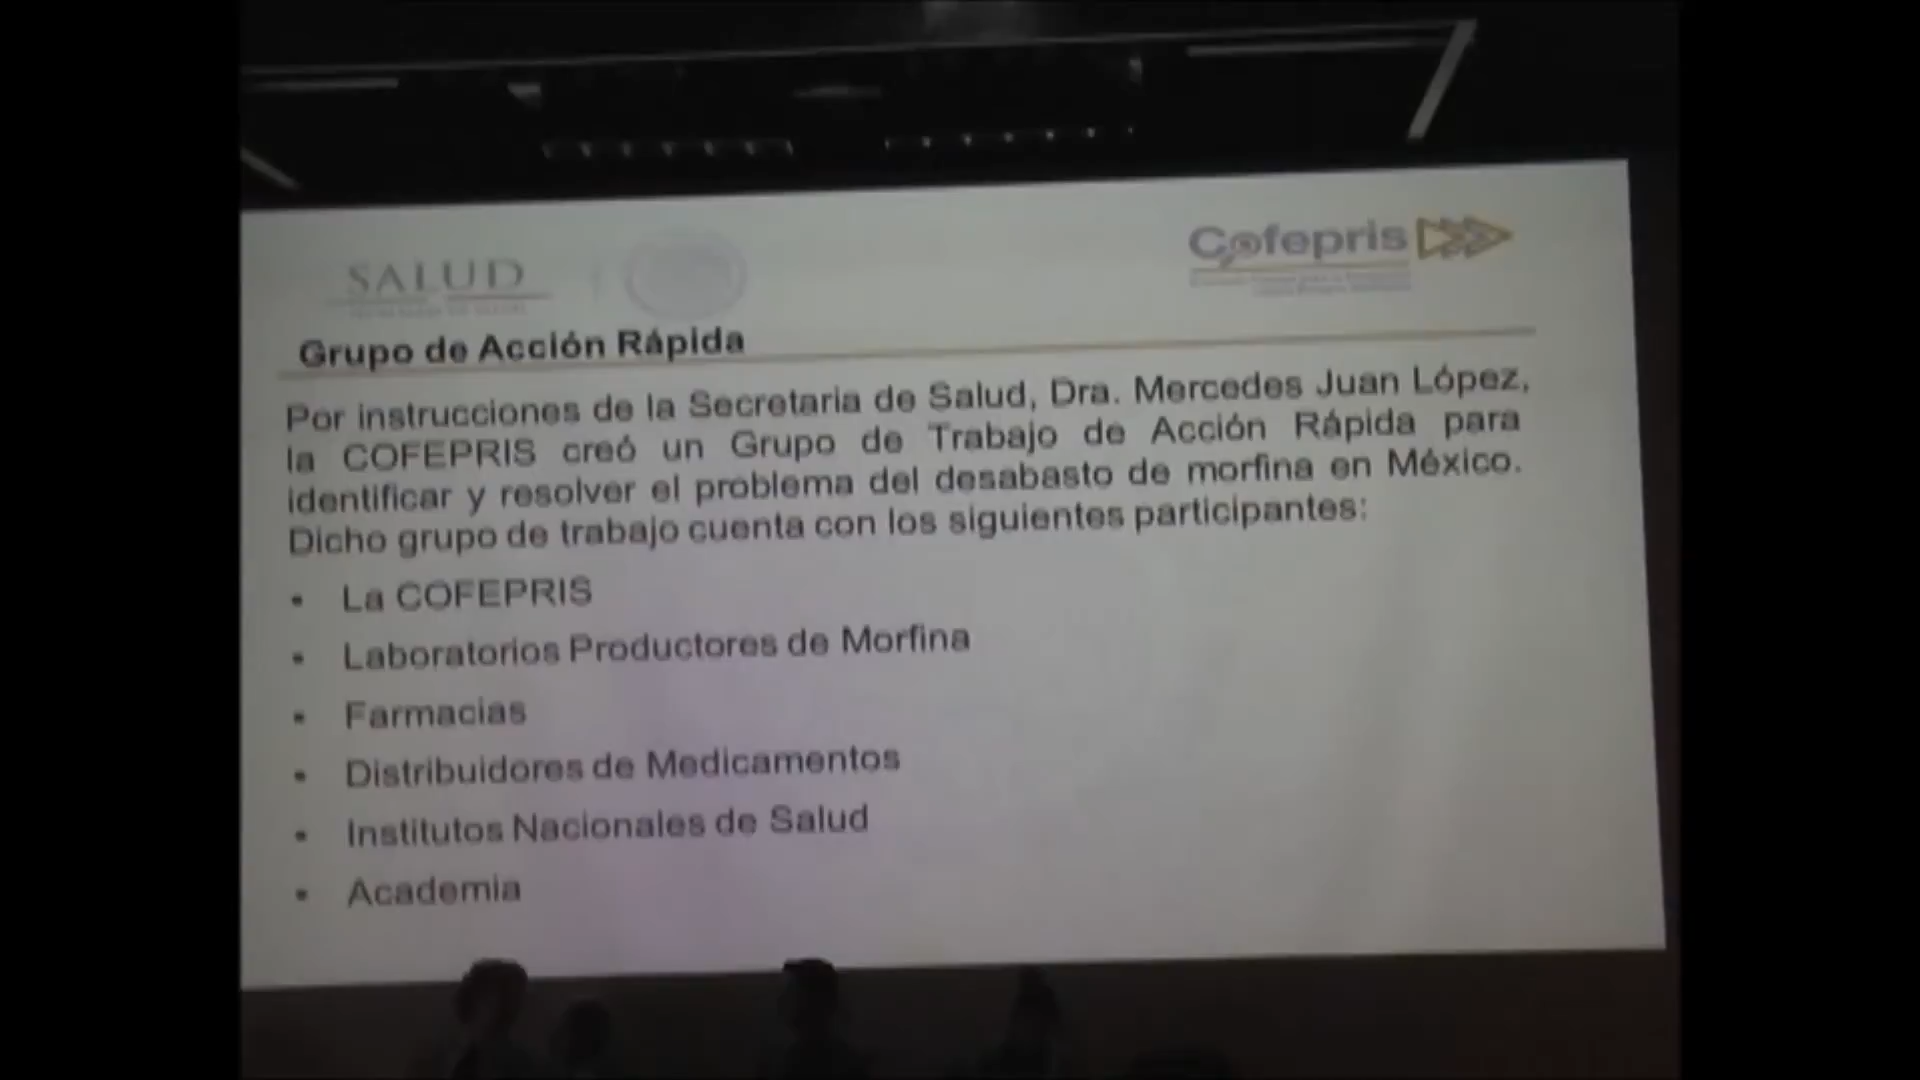 SALUD
Cofepris
Grupo de Acción Rápida
Por instrucciones de la Secretaria de Salud, Dra. Mercedes Juan López,
la COFEPRIS creó un Grupo de Trabajo de Acción Rápida para
identificar y resolver el problema del desabasto de morfina en México.
Dicho grupo de trabajo cuenta con los siguientes participantes:
• La COFEPRIS
• Laboratorios Productores de Morfina
• Farmacias
• Distribuidores de Medicamentos
• Institutos Nacionales de Salud
• Academia